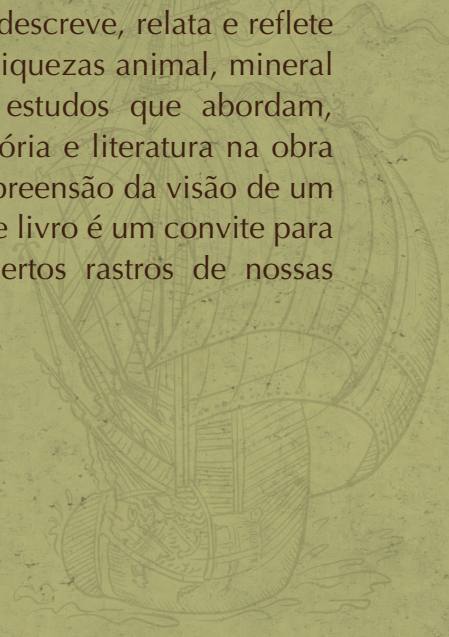 descreve, relata e reflete
iquezas animal, mineral
estudos que abordam,
ória e literatura na obra
preensão da visão de um
e livro é um convite para
ertos rastros de nossas